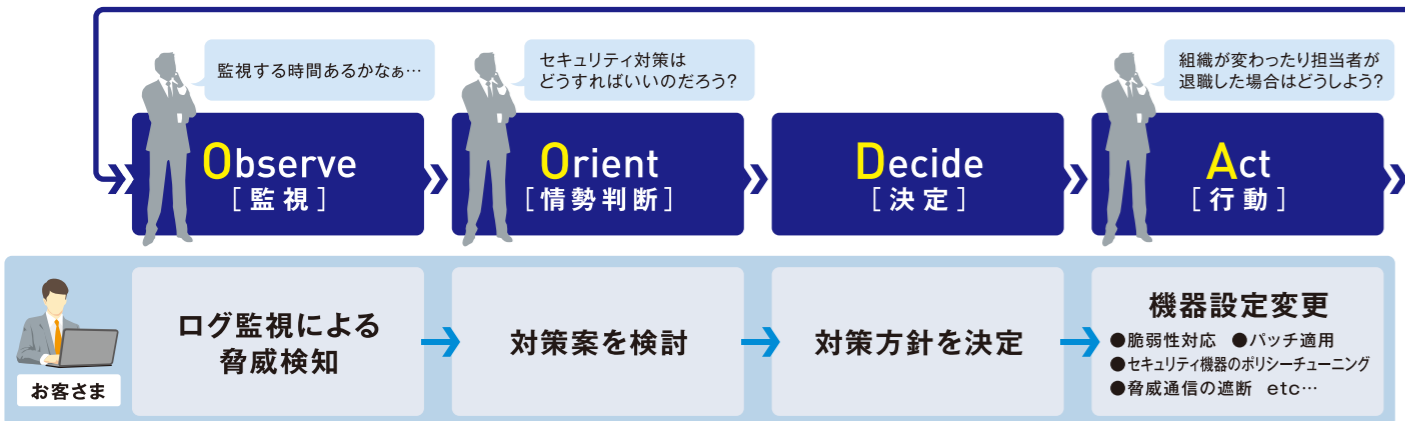 監視する時間あるかなぁ…
セキュリティ対策は
どうすればいいのだろう?
組織が変わったり担当者が
退職した場合はどうしよう?
Observe
[監視]
Orient
[情勢判断]
Decide
[決定]
Act
[行動]
お客さま
ログ監視による
脅威検知
対策案を検討
対策方針を決定
機器設定変更
●脆弱性対応 ●パッチ適用
●セキュリティ機器のポリシーチューニング
●脅威通信の遮断 etc…